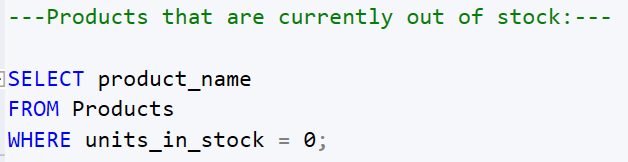 ---Products that are currently out of stock:---
SELECT product_name
FROM Products
WHERE units_in_stock = 0;